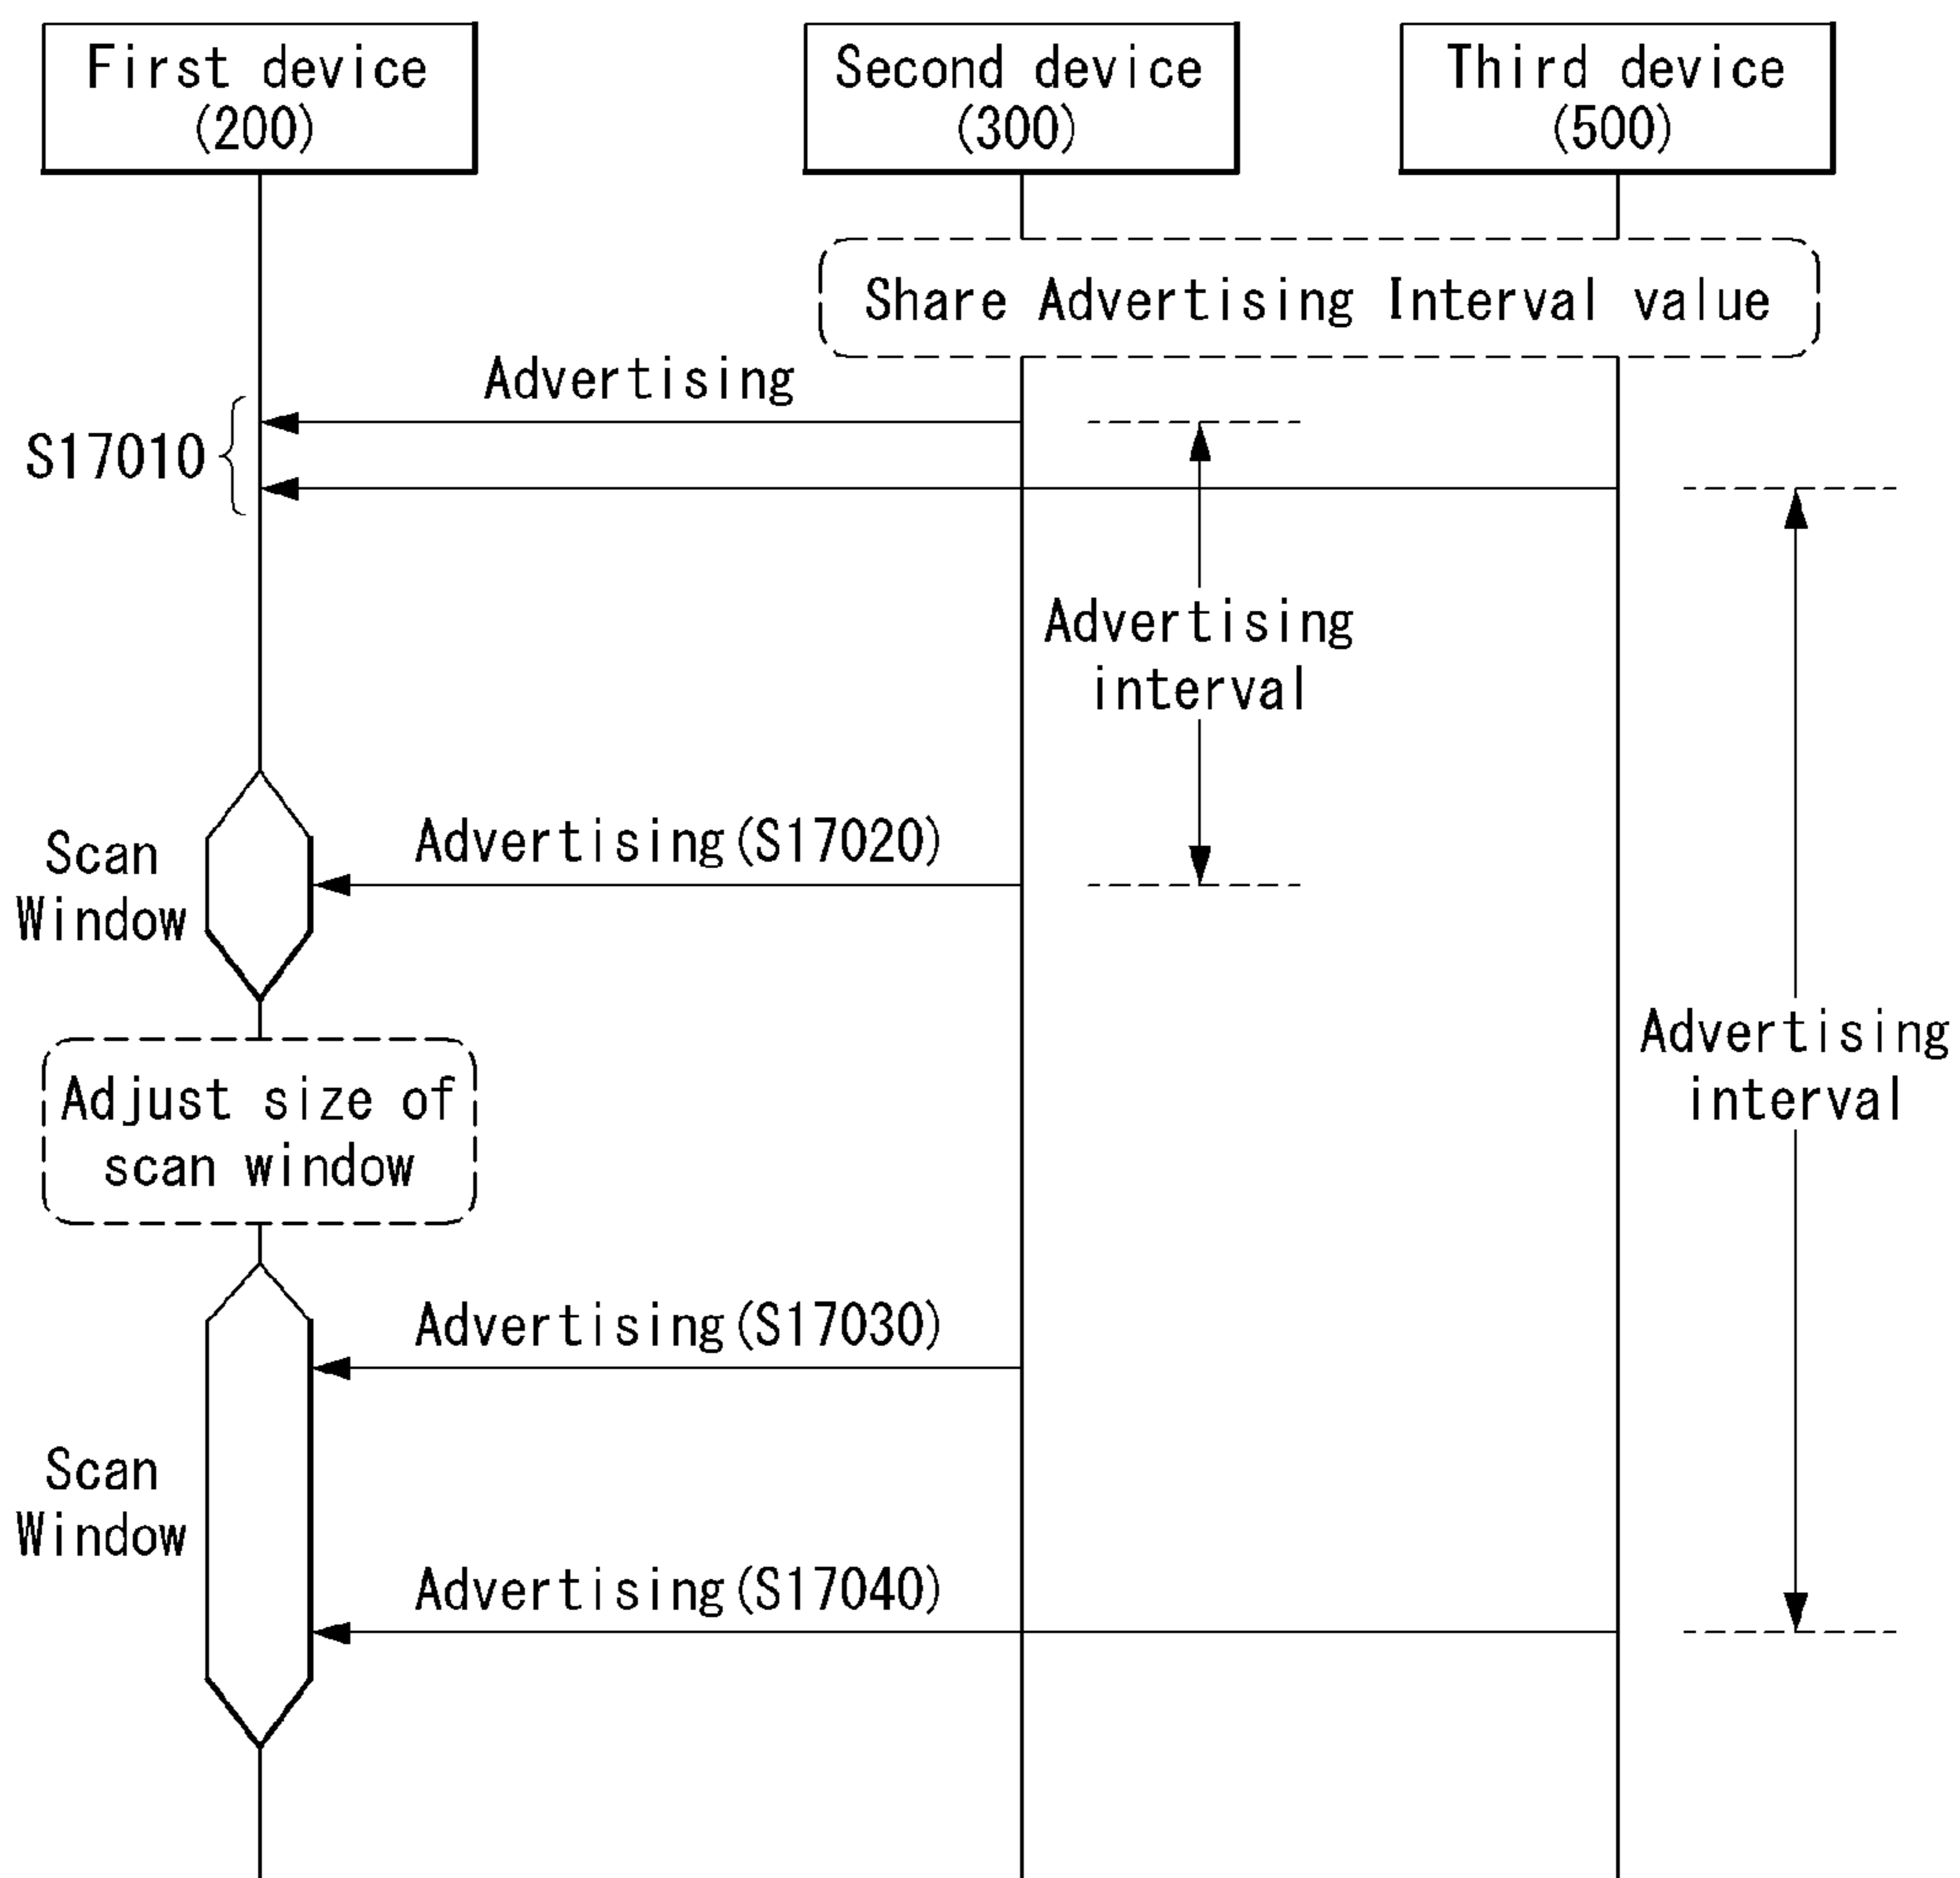 First device
(200)
Second device
(300)
Third device
(500)
Share Advertising Interval value
Advertising
S17010
Advertising
interval
Scan
Window
Advertising(S17020)
Advertising
interval
Adjust size of
scan window
Advertising(S17030)
Scan
Window
Advertising(S17040)